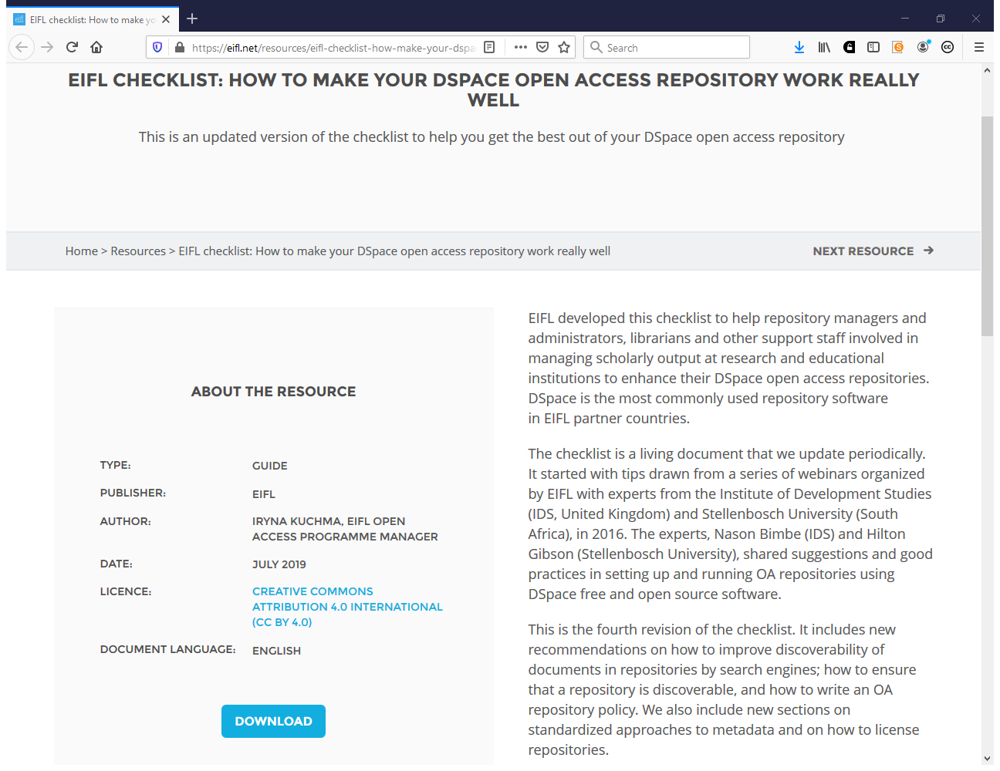 eifl EIFL checklist: How to make yo
https://eifl.net/resources/eifl-checklist-how-make-your-dspa
Search
EIFL CHECKLIST: HOW TO MAKE YOUR DSPACE OPEN ACCESS REPOSITORY WORK REALLY
WELL
This is an updated version of the checklist to help you get the best out of your DSpace open access repository
Home > Resources > EIFL checklist: How to make your DSpace open access repository work really well
NEXT RESOURCE →
ABOUT THE RESOURCE
TYPE: GUIDE
PUBLISHER: EIFL
AUTHOR: IRYNA KUCHMA, EIFL OPEN
ACCESS PROGRAMME MANAGER
DATE: JULY 2019
LICENCE: CREATIVE COMMONS
ATTRIBUTION 4.0 INTERNATIONAL
(CC BY 4.0)
DOCUMENT LANGUAGE: ENGLISH
DOWNLOAD
EIFL developed this checklist to help repository managers and
administrators, librarians and other support staff involved in
managing scholarly output at research and educational
institutions to enhance their DSpace open access repositories.
DSpace is the most commonly used repository software
in EIFL partner countries.
The checklist is a living document that we update periodically.
It started with tips drawn from a series of webinars organized
by EIFL with experts from the Institute of Development Studies
(IDS, United Kingdom) and Stellenbosch University (South
Africa), in 2016. The experts, Nason Bimbe (IDS) and Hilton
Gibson (Stellenbosch University), shared suggestions and good
practices in setting up and running OA repositories using
DSpace free and open source software.
This is the fourth revision of the checklist. It includes new
recommendations on how to improve discoverability of
documents in repositories by search engines; how to ensure
that a repository is discoverable, and how to write an OA
repository policy. We also include new sections on
standardized approaches to metadata and on how to license
repositories.